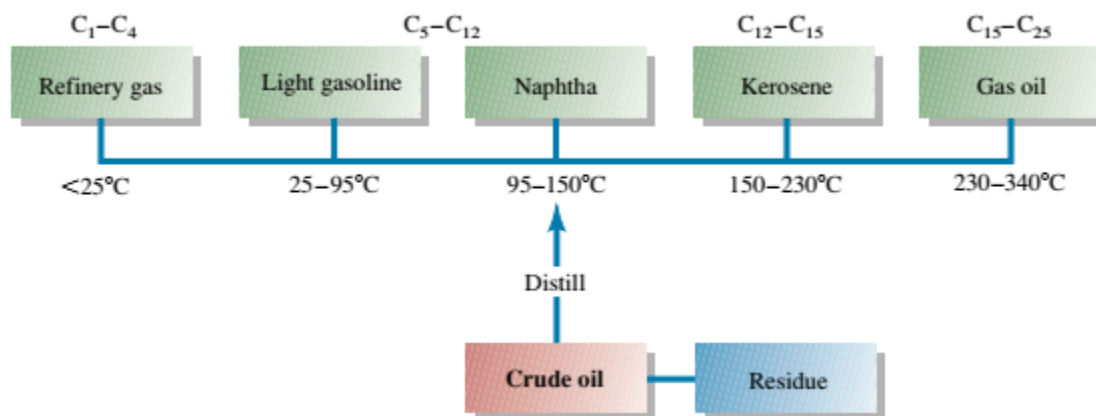 C₁–C₄ C₅–C₁₂ C₁₂–C₁₅ C₁₅–C₂₅
Refinery gas Light gasoline Naphtha Kerosene Gas oil
<25°C 25–95°C 95–150°C 150–230°C 230–340°C
Distill
Crude oil Residue